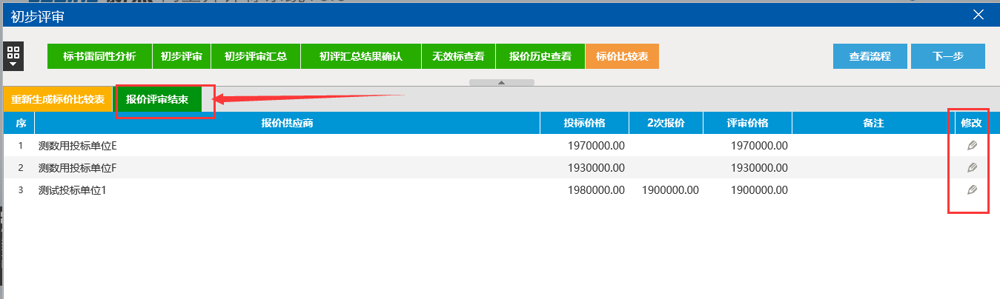 初步评审
标书雷同性分析 初步评审 初步评审汇总 初评汇总结果确认 无效标查看 报价历史查看 标价比较表 查看流程 下一步
重新生成标价比较表 报价评审结束
序 报价供应商 投标价格 2次报价 评审价格 备注 修改
1 测数用投标单位E 1970000.00 1970000.00
2 测数用投标单位F 1930000.00 1930000.00
3 测试投标单位1 1980000.00 1900000.00 1900000.00